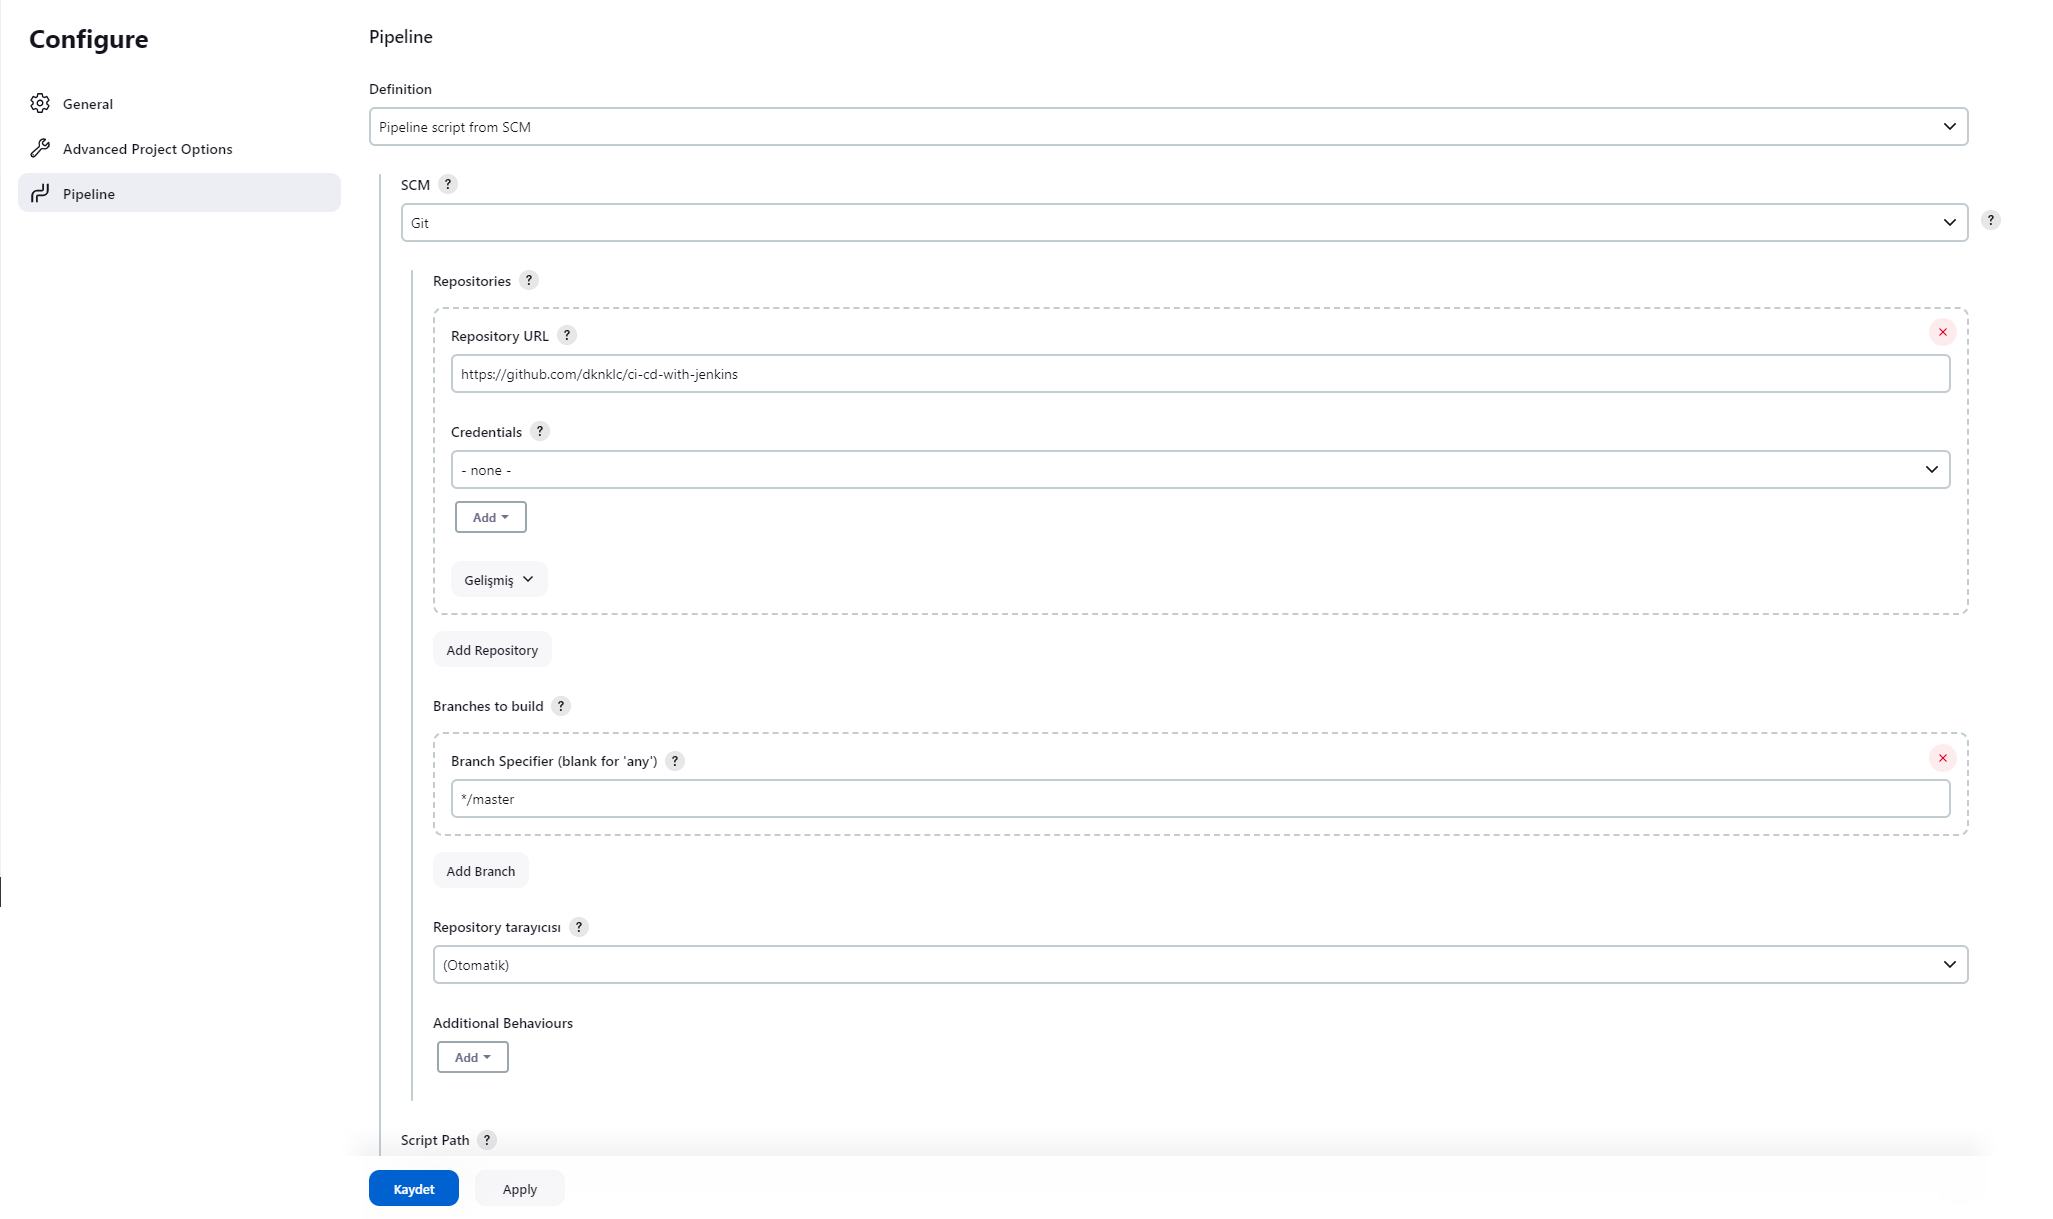 Configure
General
Advanced Project Options
Pipeline
Pipeline
Definition
Pipeline script from SCM
SCM ?
Git
?
Repositories ?
Repository URL ?
https://github.com/dknklc/ci-cd-with-jenkins
Credentials ?
- none -
Add
Gelişmiş
Add Repository
Branches to build ?
Branch Specifier (blank for 'any') ?
*/master
Add Branch
Repository tarayıcısı ?
(Otomatik)
Additional Behaviours
Add
Script Path ?
Kaydet
Apply